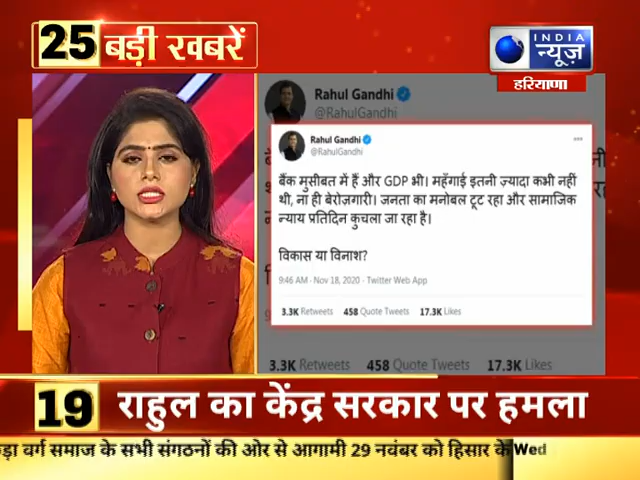 25 बड़ी खबरें
INDIA
न्यूज़
हरियाणा
Rahul Gandhi
@RahulGandhi
Rahul Gandhi
@RahulGandhi
बैंक मुसीबत में हैं और GDP भी। महँगाई इतनी ज़्यादा कभी नहीं
थी, ना ही बेरोज़गारी। जनता का मनोबल टूट रहा और सामाजिक
न्याय प्रतिदिन कुचला जा रहा है।
विकास या विनाश?
9:46 AM · Nov 18, 2020 · Twitter Web App
3.3K Retweets 458 Quote Tweets 17.3K Likes
3.3K Retweets 458 Quote Tweets 17.3K Likes
19 राहुल का केंद्र सरकार पर हमला
वर्ग समाज के सभी संगठनों की ओर से आगामी 29 नवंबर को हिसार के Wed